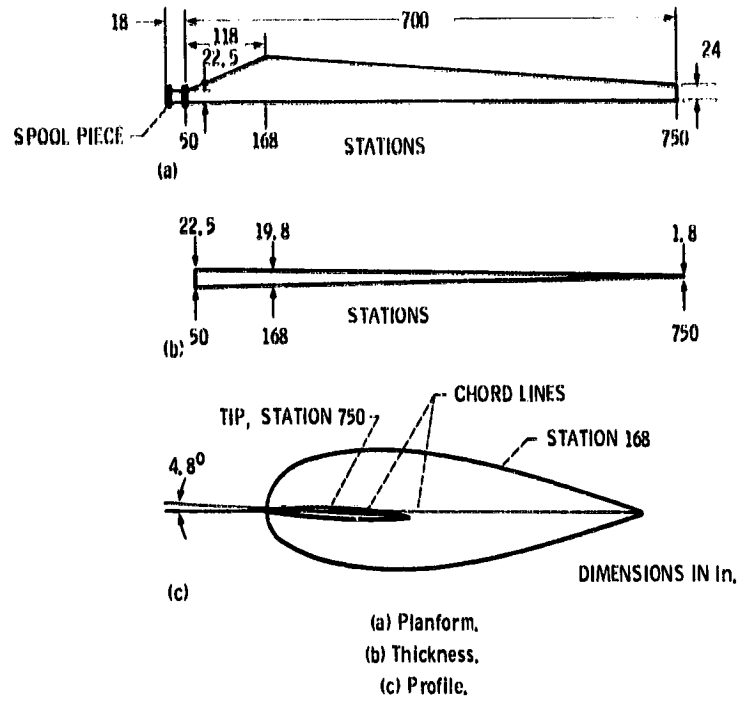 18
700
118
22.5
24
SPOOL PIECE
50
168
STATIONS
750
(a)
22.5
19.8
1.8
50
168
STATIONS
750
(b)
CHORD LINES
TIP, STATION 750
STATION 168
4.8°
DIMENSIONS IN In.
(c)
(a) Planform.
(b) Thickness.
(c) Profile.